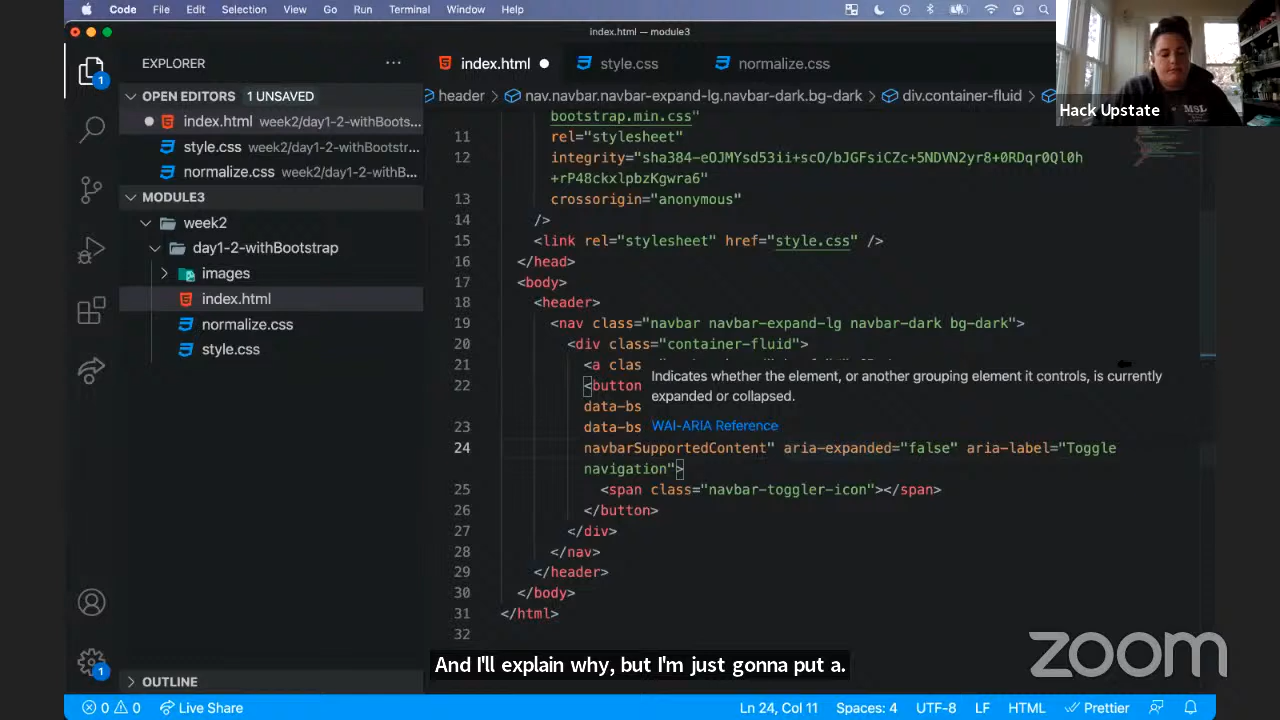 Code File Edit Selection View Go Run Terminal Window Help
index.html — module3
EXPLORER
index.html
style.css
normalize.css
OPEN EDITORS 1 UNSAVED
header
nav.navbar.navbar-expand-lg.navbar-dark.bg-dark
div.container-fluid
Hack Upstate
index.html week2/day1-2-withBoots...
style.css week2/day1-2-withBootstr...
normalize.css week2/day1-2-withB...
MODULE3
week2
day1-2-withBootstrap
images
index.html
normalize.css
style.css
bootstrap.min.css"
11 rel="stylesheet"
12 integrity="sha384-eOJMYsd53ii+scO/bJGFsiCZc+5NDVN2yr8+0RDqr0Ql0h
+rP48ckxlpbzKgwra6"
13 crossorigin="anonymous"
14 />
15 <link rel="stylesheet" href="style.css" />
16 </head>
17 <body>
18 <header>
19 <nav class="navbar navbar-expand-lg navbar-dark bg-dark">
20 <div class="container-fluid">
21 <a clas
22 <button
data-bs
23 data-bs
Indicates whether the element, or another grouping element it controls, is currently
expanded or collapsed.
WAI-ARIA Reference
24 navbarSupportedContent" aria-expanded="false" aria-label="Toggle
navigation">
25 <span class="navbar-toggler-icon"></span>
26 </button>
27 </div>
28 </nav>
29 </header>
30 </body>
31 </html>
32
1
1
OUTLINE
And I'll explain why, but I'm just gonna put a.
zoom
0 0 Live Share
Ln 24, Col 11 Spaces: 4 UTF-8 LF HTML Prettier